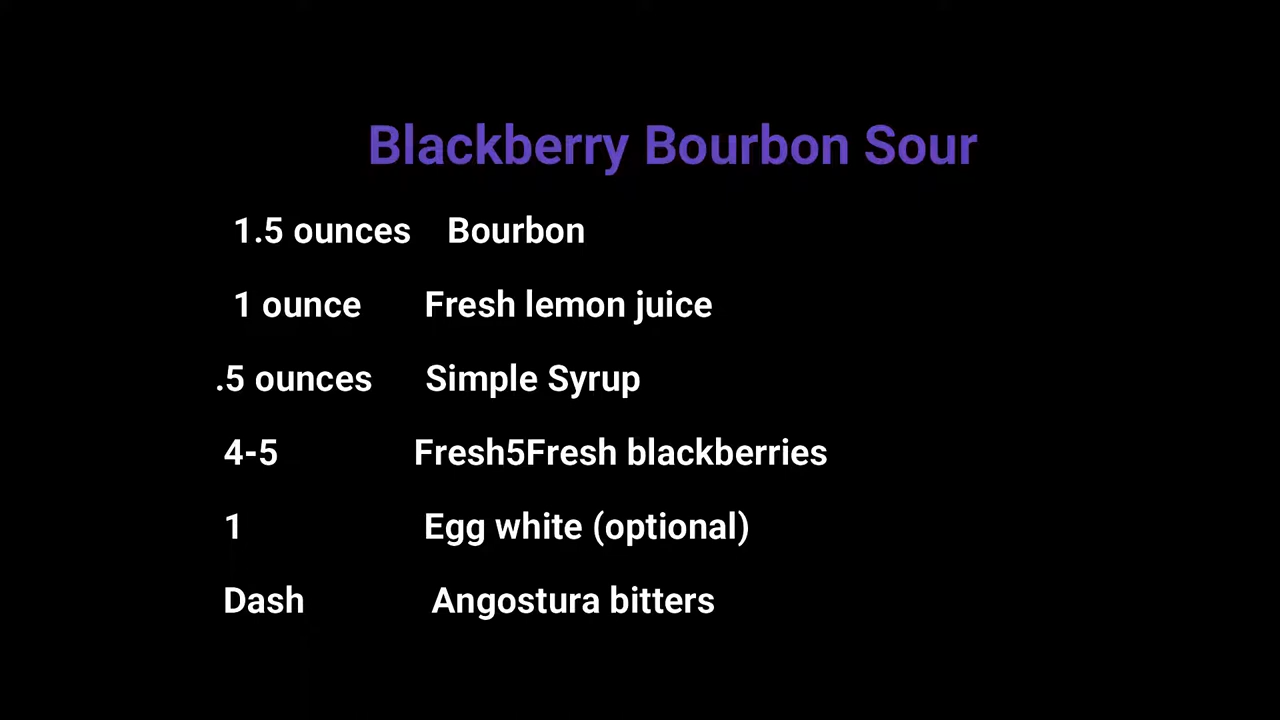 Blackberry Bourbon Sour
1.5 ounces Bourbon
1 ounce Fresh lemon juice
.5 ounces Simple Syrup
4-5 Fresh5Fresh blackberries
1 Egg white (optional)
Dash Angostura bitters